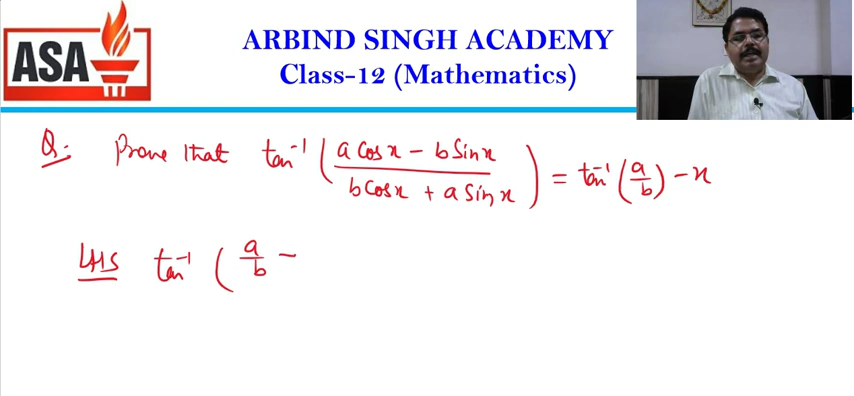 ASA
ARBIND SINGH ACADEMY
Class-12 (Mathematics)
Q:. Prove that tan⁻¹ ( (a Cos x − b Sin x) / (b Cos x + a Sin x) ) = tan⁻¹ (a/b) − x
LHS tan⁻¹ ( a/b −